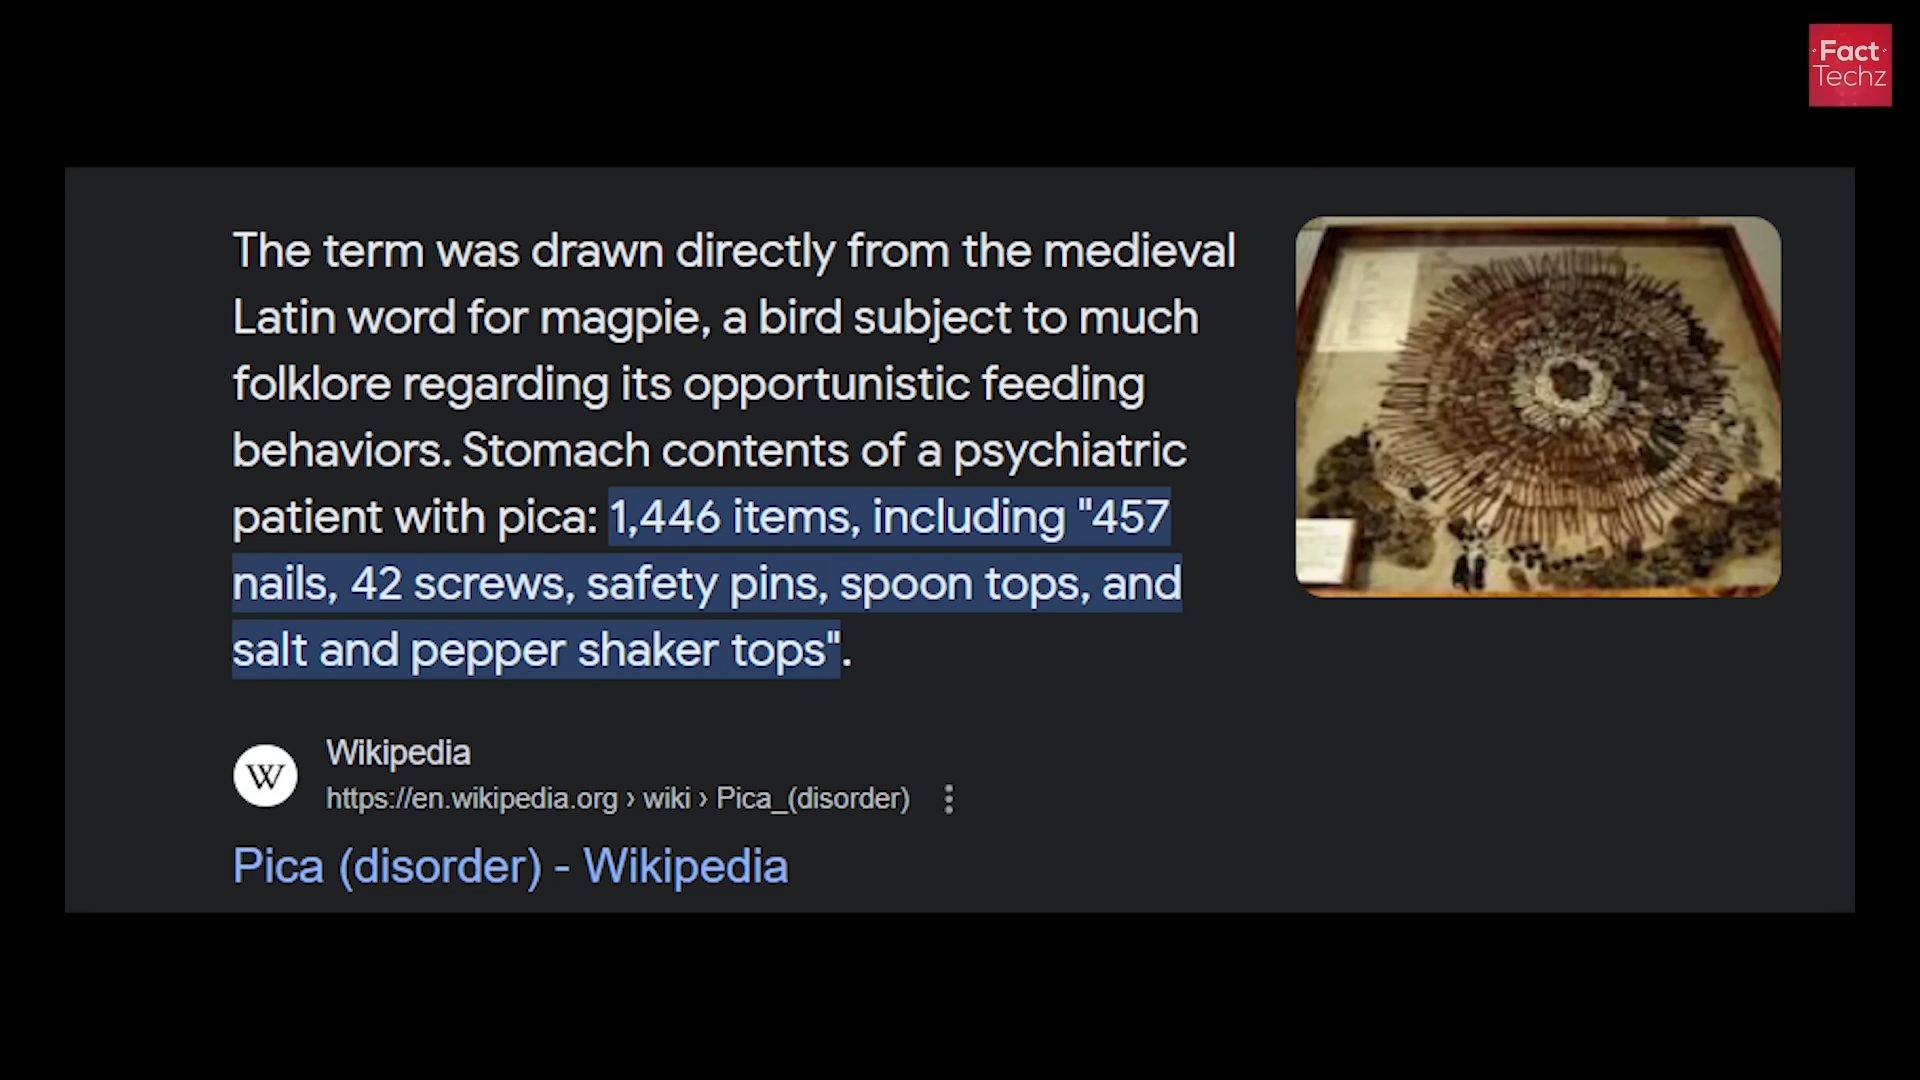 Fact
Techz
The term was drawn directly from the medieval
Latin word for magpie, a bird subject to much
folklore regarding its opportunistic feeding
behaviors. Stomach contents of a psychiatric
patient with pica: 1,446 items, including "457
nails, 42 screws, safety pins, spoon tops, and
salt and pepper shaker tops".
W
Wikipedia
https://en.wikipedia.org › wiki › Pica_(disorder)
Pica (disorder) - Wikipedia